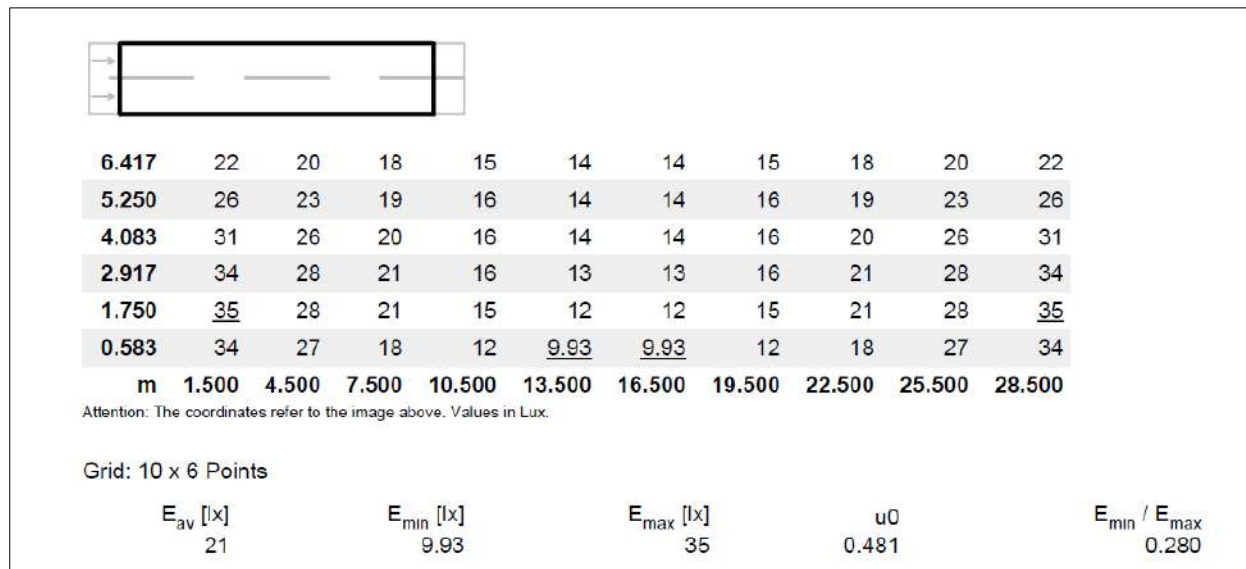 6.417 22 20 18 15 14 14 15 18 20 22
5.250 26 23 19 16 14 14 16 19 23 26
4.083 31 26 20 16 14 14 16 20 26 31
2.917 34 28 21 16 13 13 16 21 28 34
1.750 35 28 21 15 12 12 15 21 28 35
0.583 34 27 18 12 9.93 9.93 12 18 27 34
m 1.500 4.500 7.500 10.500 13.500 16.500 19.500 22.500 25.500 28.500
Attention: The coordinates refer to the image above. Values in Lux.
Grid: 10 x 6 Points
Eav [lx] Emin [lx] Emax [lx] u0 Emin / Emax
21 9.93 35 0.481 0.280